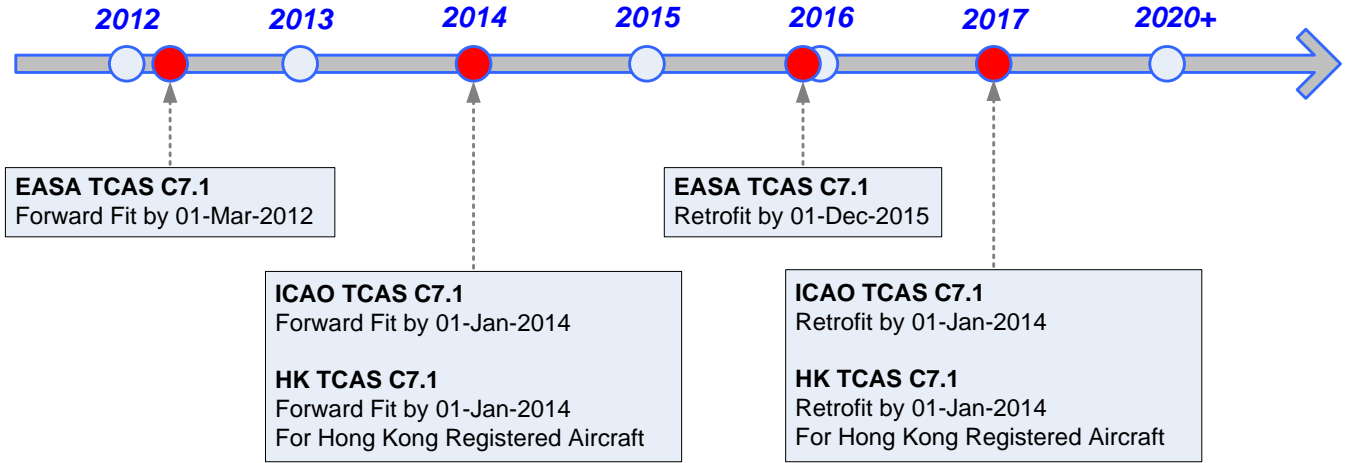 2012 2013 2014 2015 2016 2017 2020+
EASA TCAS C7.1
Forward Fit by 01-Mar-2012
EASA TCAS C7.1
Retrofit by 01-Dec-2015
ICAO TCAS C7.1
Forward Fit by 01-Jan-2014
HK TCAS C7.1
Forward Fit by 01-Jan-2014
For Hong Kong Registered Aircraft
ICAO TCAS C7.1
Retrofit by 01-Jan-2014
HK TCAS C7.1
Retrofit by 01-Jan-2014
For Hong Kong Registered Aircraft